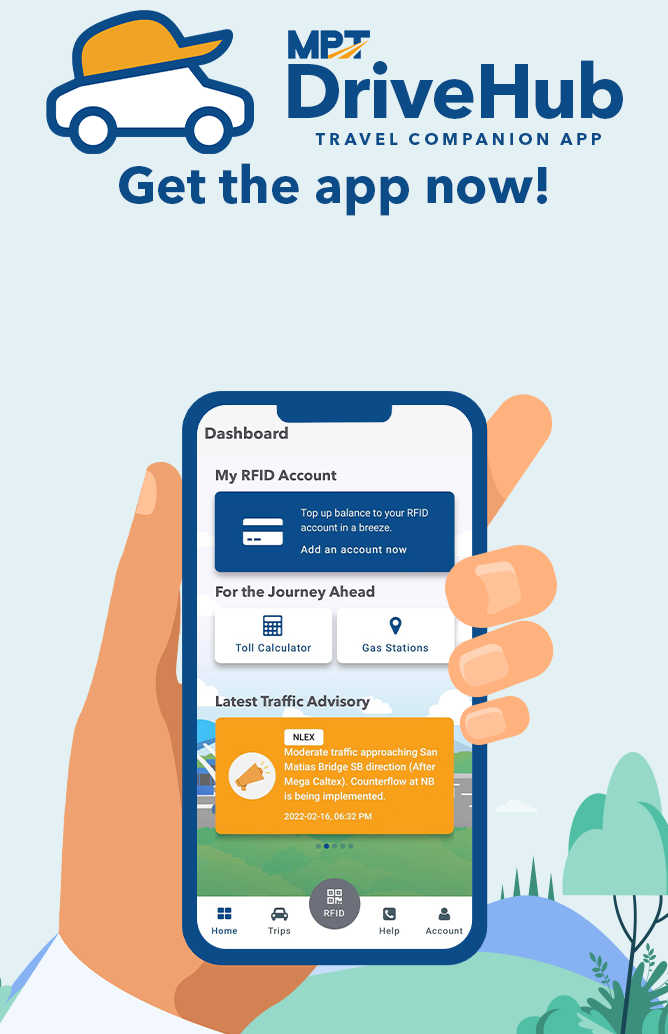 MPT
DriveHub
TRAVEL COMPANION APP
Get the app now!
Dashboard
My RFID Account
Top up balance to your RFID
account in a breeze.
Add an account now
For the Journey Ahead
Toll Calculator
Gas Stations
Latest Traffic Advisory
NLEX
Moderate traffic approaching San
Matias Bridge SB direction (After
Mega Caltex). Counterflow at NB
is being implemented.
2022-02-16, 06:32 PM
RFID
Home
Trips
Help
Account